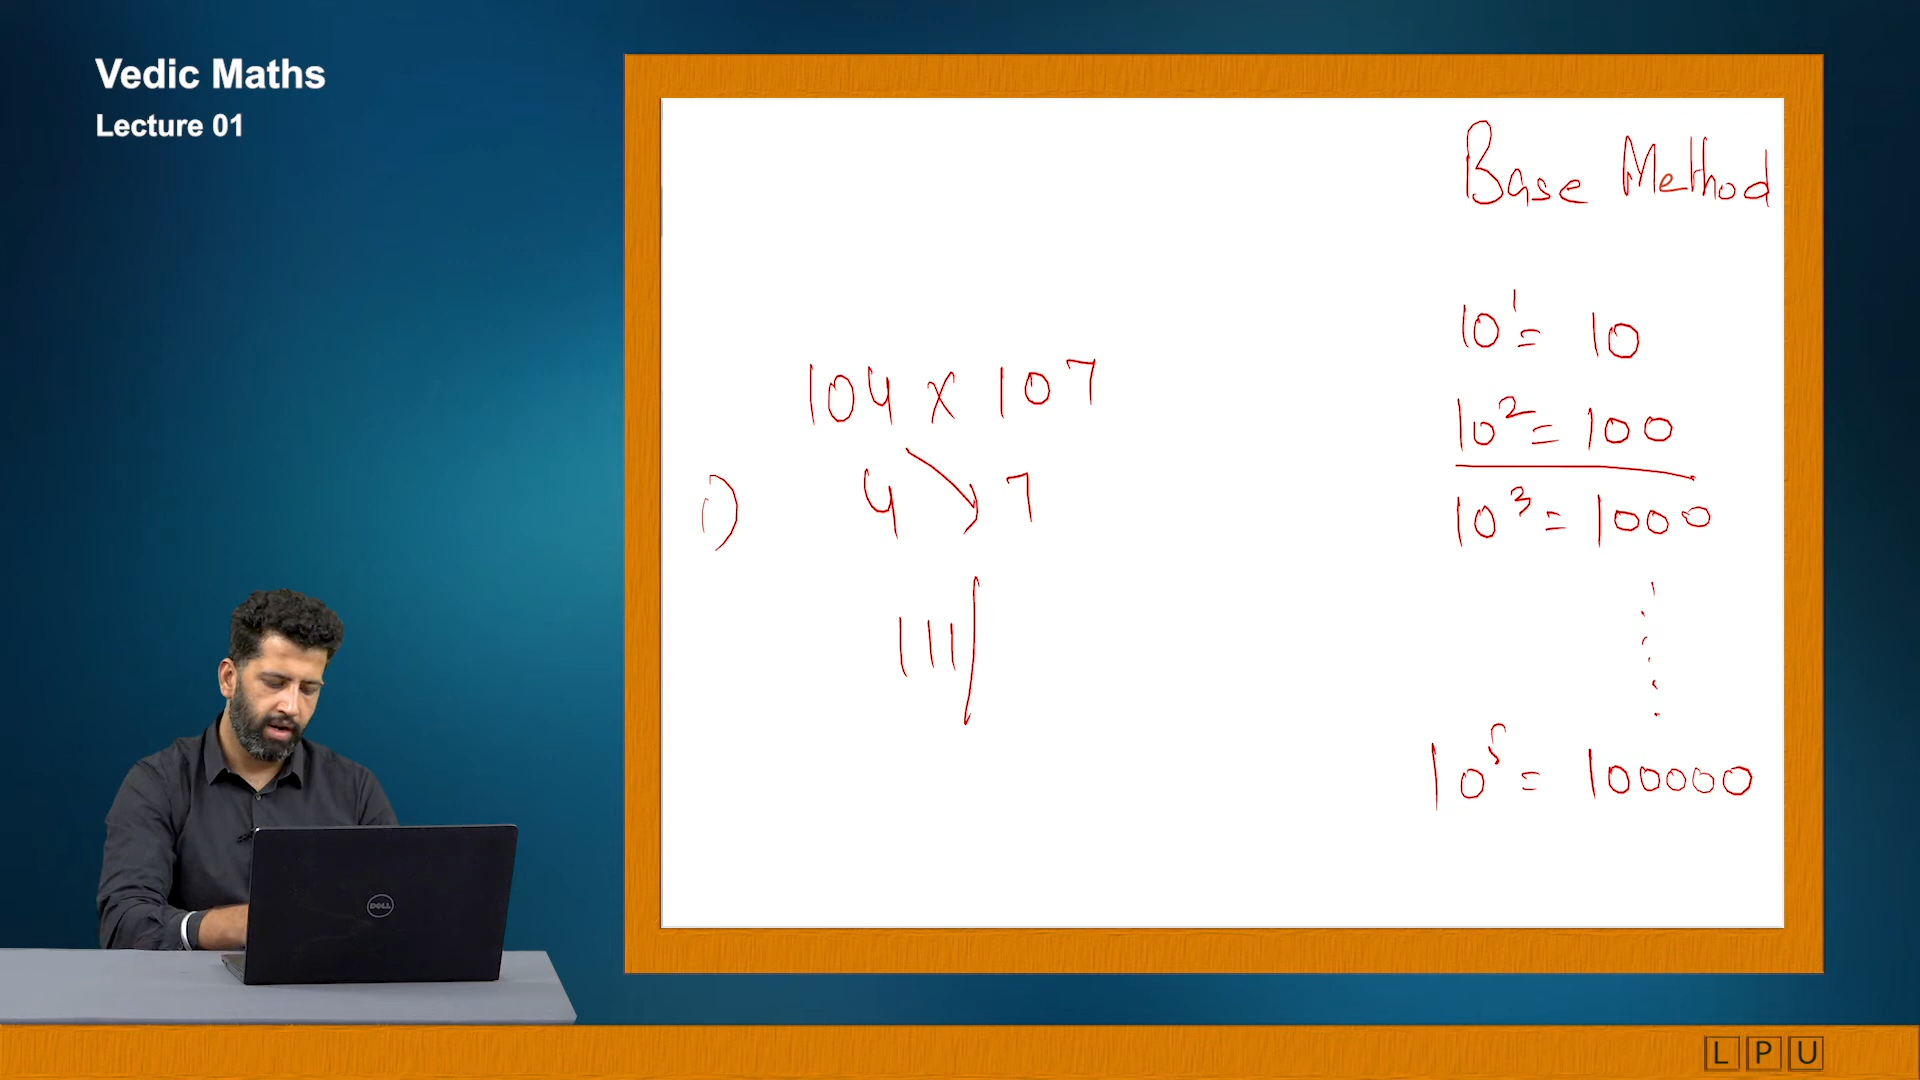 Vedic Maths
Lecture 01
Base Method
10¹ = 10
10² = 100
10³ = 1000
10⁵ = 100000
104 x 107
1) 4 7
111
DELL
L P U